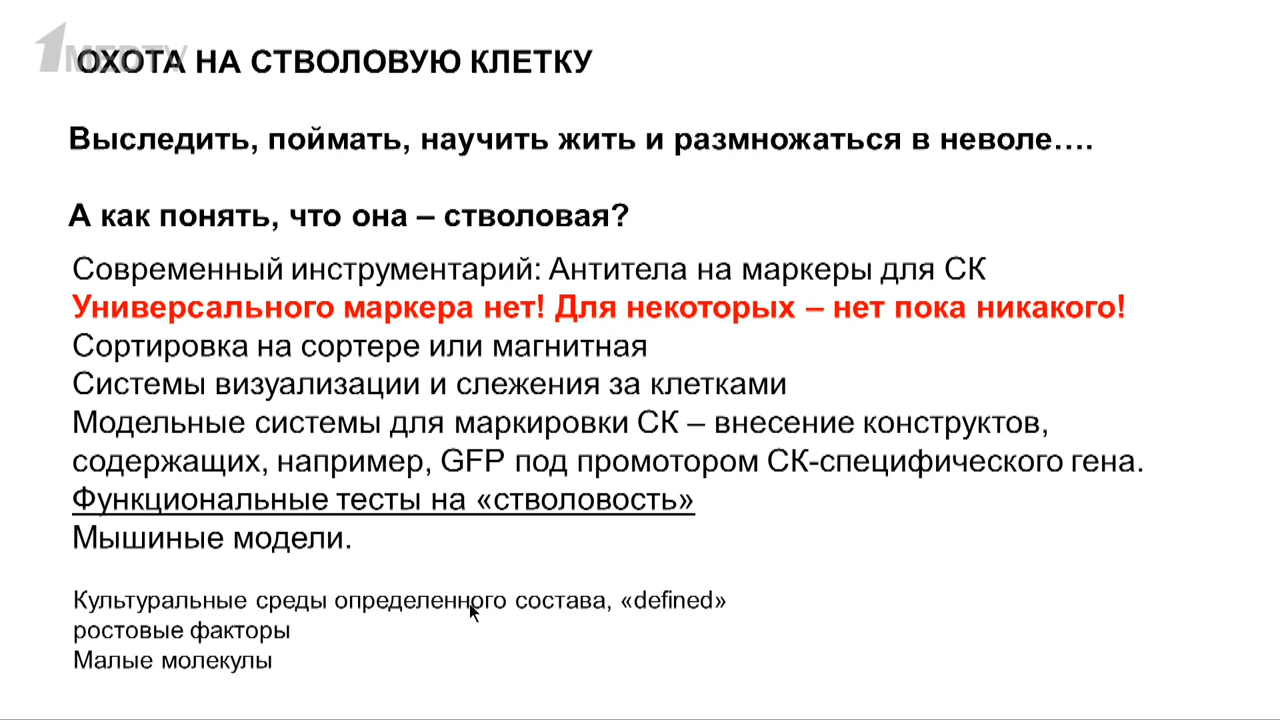 1MEDTV
ОХОТА НА СТВОЛОВУЮ КЛЕТКУ
Выследить, поймать, научить жить и размножаться в неволе….
А как понять, что она – стволовая?
Современный инструментарий: Антитела на маркеры для СК
Универсального маркера нет! Для некоторых – нет пока никакого!
Сортировка на сортере или магнитная
Системы визуализации и слежения за клетками
Модельные системы для маркировки СК – внесение конструктов,
содержащих, например, GFP под промотором СК-специфического гена.
Функциональные тесты на «стволовость»
Мышиные модели.
Культуральные среды определенного состава, «defined»
ростовые факторы
Малые молекулы